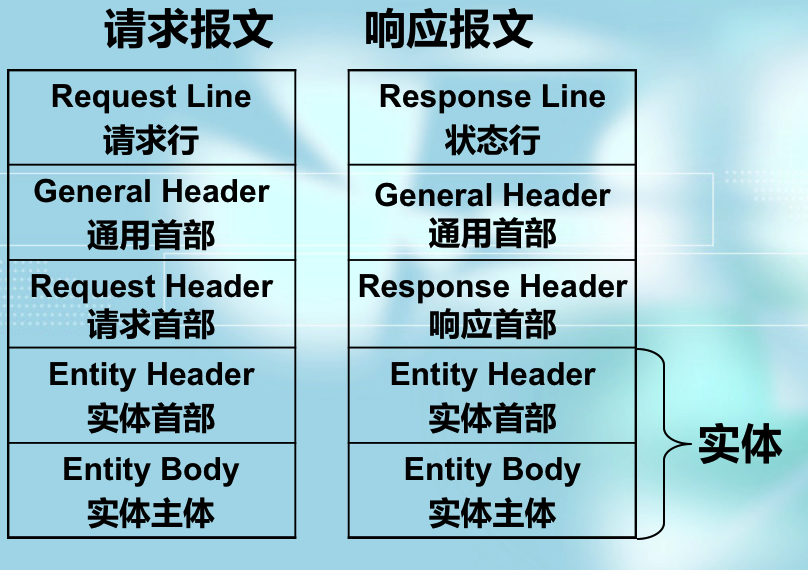 请求报文
Request Line
请求行
General Header
通用首部
Request Header
请求首部
Entity Header
实体首部
Entity Body
实体主体
响应报文
Response Line
状态行
General Header
通用首部
Response Header
响应首部
Entity Header
实体首部
Entity Body
实体主体
实体